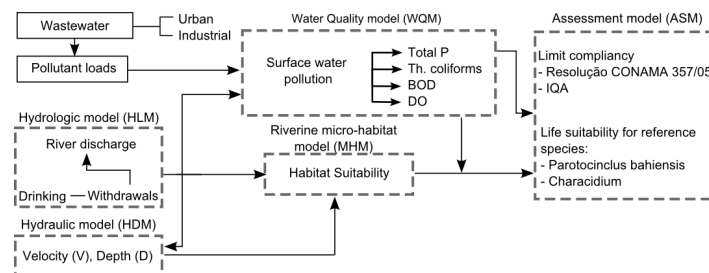 Wastewater
Urban
Industrial
Pollutant loads
Water Quality model (WQM)
Surface water
pollution
Total P
Th. coliforms
BOD
DO
Assessment model (ASM)
Limit compliancy
- Resolução CONAMA 357/05
- IQA
Life suitability for reference
species:
- Parotocinclus bahiensis
- Characidium
Hydrologic model (HLM)
River discharge
Drinking
Withdrawals
Riverine micro-habitat
model (MHM)
Habitat Suitability
Hydraulic model (HDM)
Velocity (V), Depth (D)